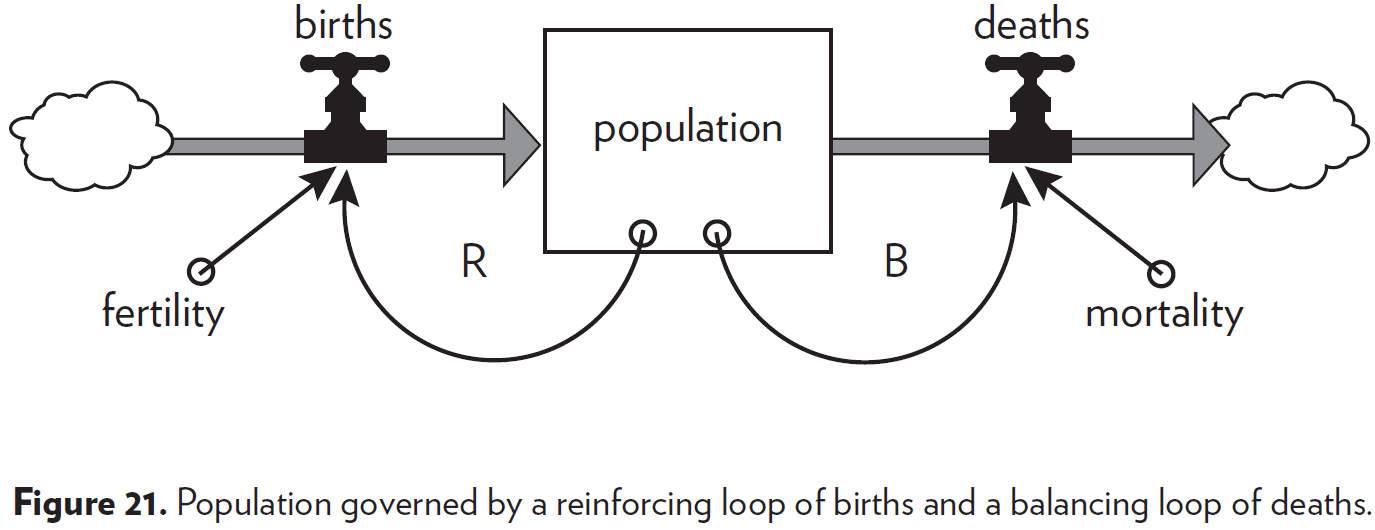 births
deaths
population
R
B
fertility
mortality
Figure 21. Population governed by a reinforcing loop of births and a balancing loop of deaths.